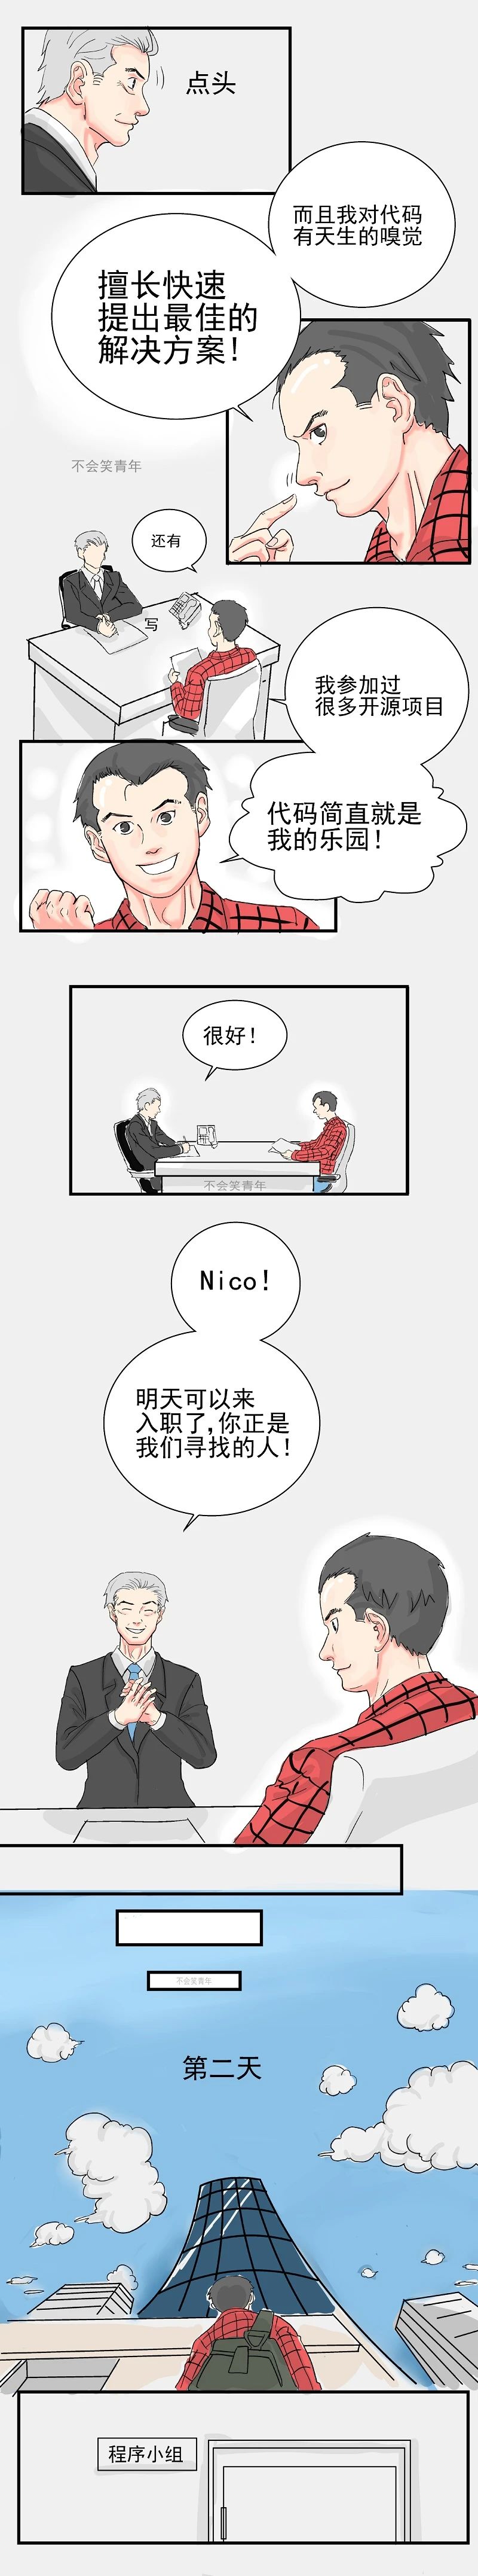 点头
而且我对代码
有天生的嗅觉
擅长快速
提出最佳的
解决方案!
不会笑青年
还有
写
我参加过
很多开源项目
代码简直就是
我的乐园!
很好!
不会笑青年
Nico!
明天可以来
入职了,你正是
我们寻找的人!
不会笑青年
第二天
程序小组